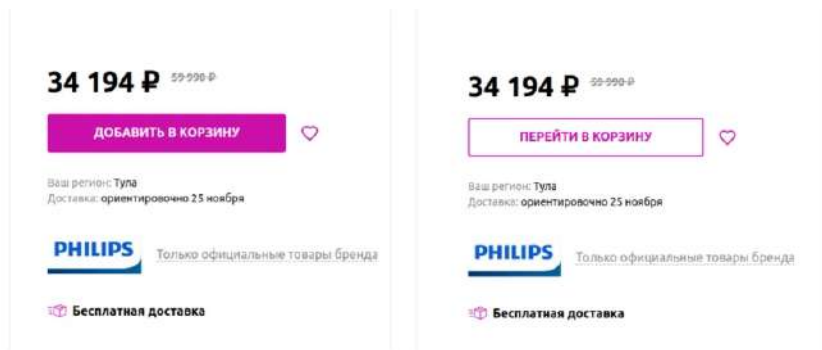 34 194 ₽ 59 990 ₽
ДОБАВИТЬ В КОРЗИНУ
Ваш регион: Тула
Доставка: ориентировочно 25 ноября
PHILIPS Только официальные товары бренда
Бесплатная доставка
34 194 ₽ 59 990 ₽
ПЕРЕЙТИ В КОРЗИНУ
Ваш регион: Тула
Доставка: ориентировочно 25 ноября
PHILIPS Только официальные товары бренда
Бесплатная доставка